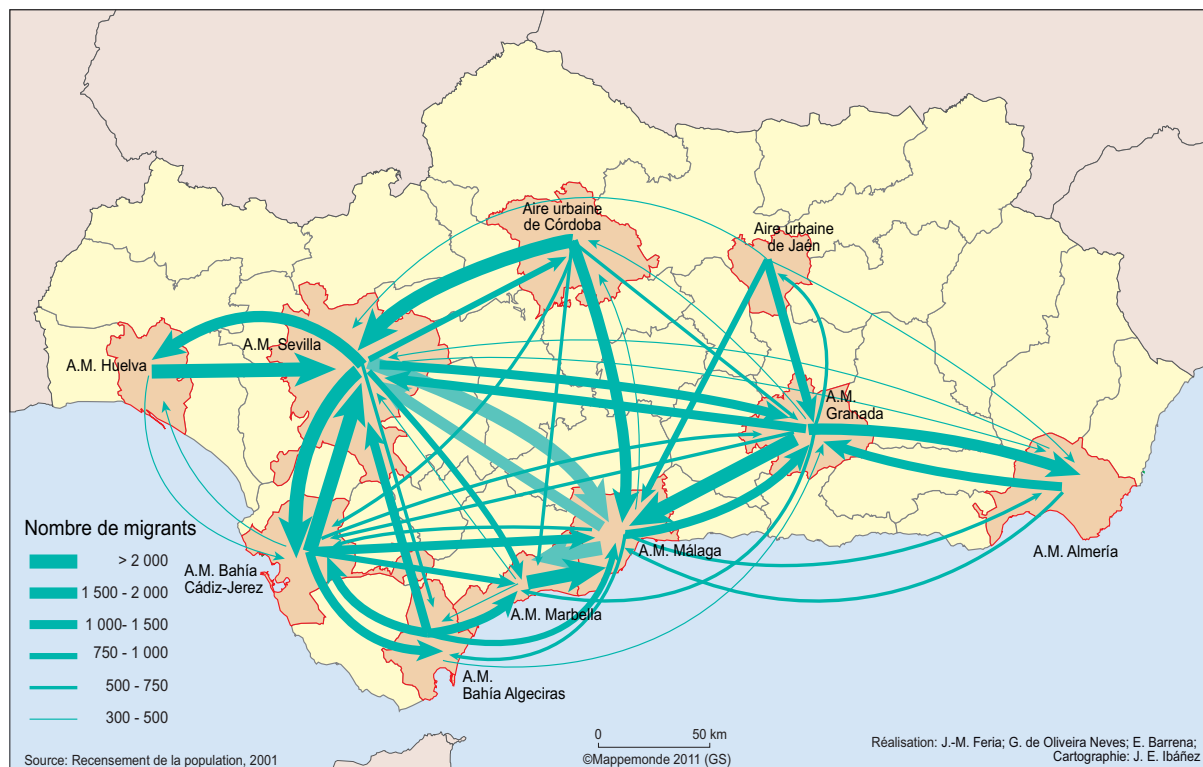 Aire urbaine
de Córdoba
Aire urbaine
de Jaén
A.M. Sevilla
A.M. Huelva
A.M.
Granada
A.M. Málaga
A.M. Almería
A.M. Bahía
Cádiz-Jerez
A.M. Marbella
A.M.
Bahía Algeciras
Nombre de migrants
> 2 000
1 500 - 2 000
1 000- 1 500
750 - 1 000
500 - 750
300 - 500
0 50 km
Source: Recensement de la population, 2001
©Mappemonde 2011 (GS)
Réalisation: J.-M. Feria; G. de Oliveira Neves; E. Barrena;
Cartographie: J. E. Ibáñez